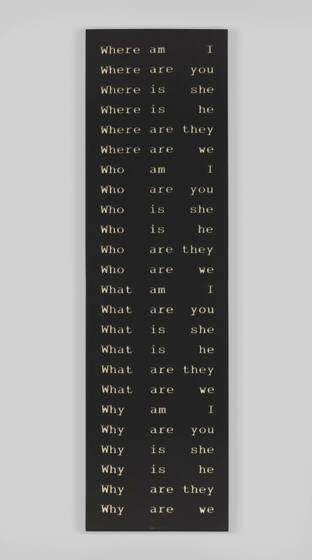 Where am I
Where are you
Where is she
Where is he
Where are they
Where are we
Who am I
Who are you
Who is she
Who is he
Who are they
Who are we
What am I
What are you
What is she
What is he
What are they
What are we
Why am I
Why are you
Why is she
Why is he
Why are they
Why are we